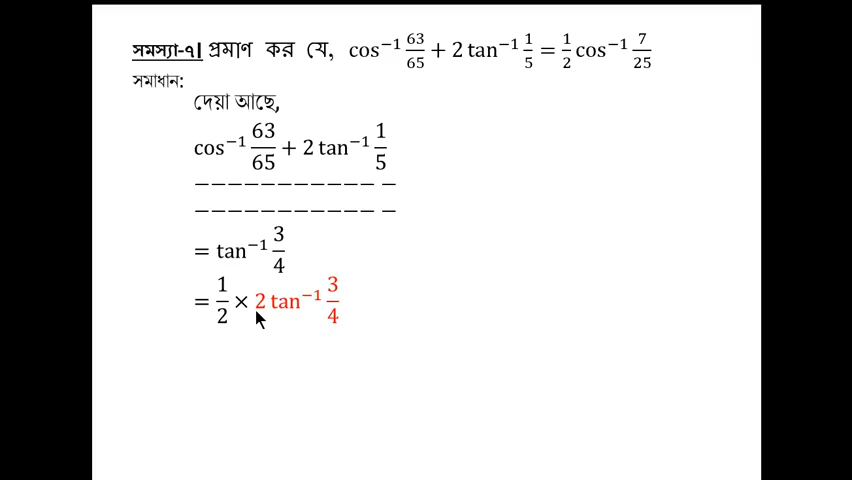 সমস্যা-৭। প্রমাণ কর যে, cos⁻¹ 63/65 + 2 tan⁻¹ 1/5 = 1/2 cos⁻¹ 7/25
সমাধান:
দেয়া আছে,
cos⁻¹ 63/65 + 2 tan⁻¹ 1/5
−−−−−−−−−−− −
−−−−−−−−−−− −
= tan⁻¹ 3/4
= 1/2 × 2 tan⁻¹ 3/4